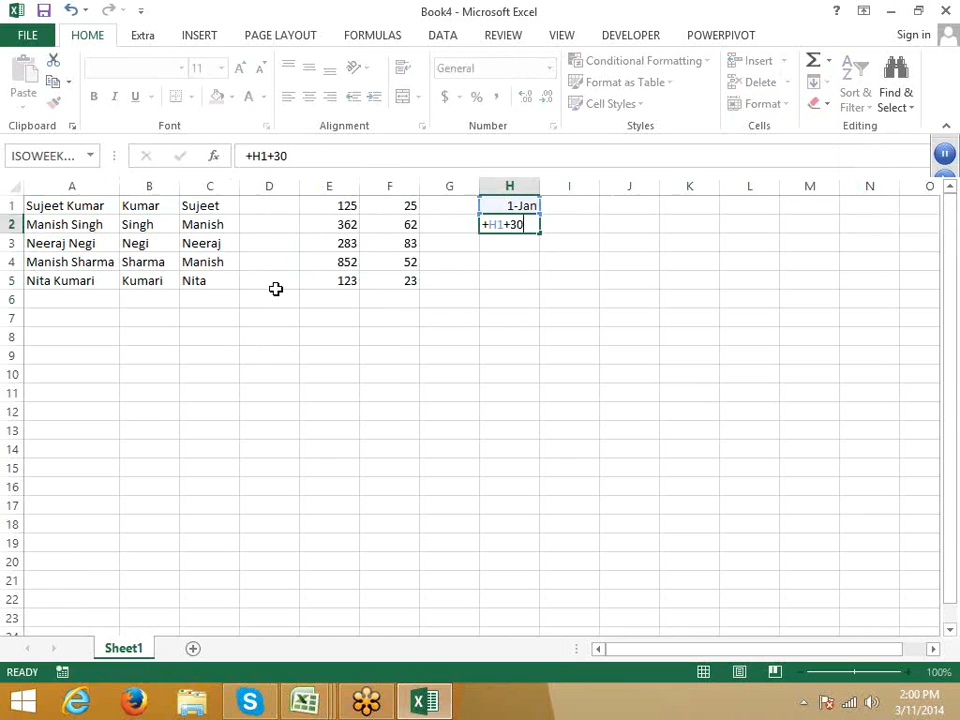 Book4 - Microsoft Excel
FILE HOME Extra INSERT PAGE LAYOUT FORMULAS DATA REVIEW VIEW DEVELOPER POWERPIVOT Sign in
Paste
11
General
Conditional Formatting
Format as Table
Cell Styles
Insert
Delete
Format
Sort & Filter
Find & Select
Clipboard Font Alignment Number Styles Cells Editing
ISOWEEK... +H1+30
A B C D E F G H I J K L M N O
1 Sujeet Kumar Kumar Sujeet 125 25 1-Jan
2 Manish Singh Singh Manish 362 62 +H1+30
3 Neeraj Negi Negi Neeraj 283 83
4 Manish Sharma Sharma Manish 852 52
5 Nita Kumari Kumari Nita 123 23
6
7
8
9
10
11
12
13
14
15
16
17
18
19
20
21
22
23
Sheet1
READY 100%
2:00 PM
3/11/2014